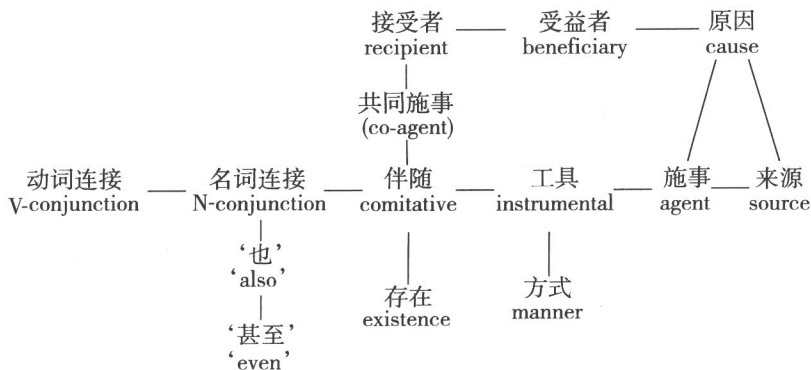 接受者 受益者 原因
recipient beneficiary cause
共同施事
(co-agent)
动词连接 名词连接 伴随 工具 施事 来源
V-conjunction N-conjunction comitative instrumental agent source
‘也’
‘also’
存在 方式
existence manner
‘甚至’
‘even’